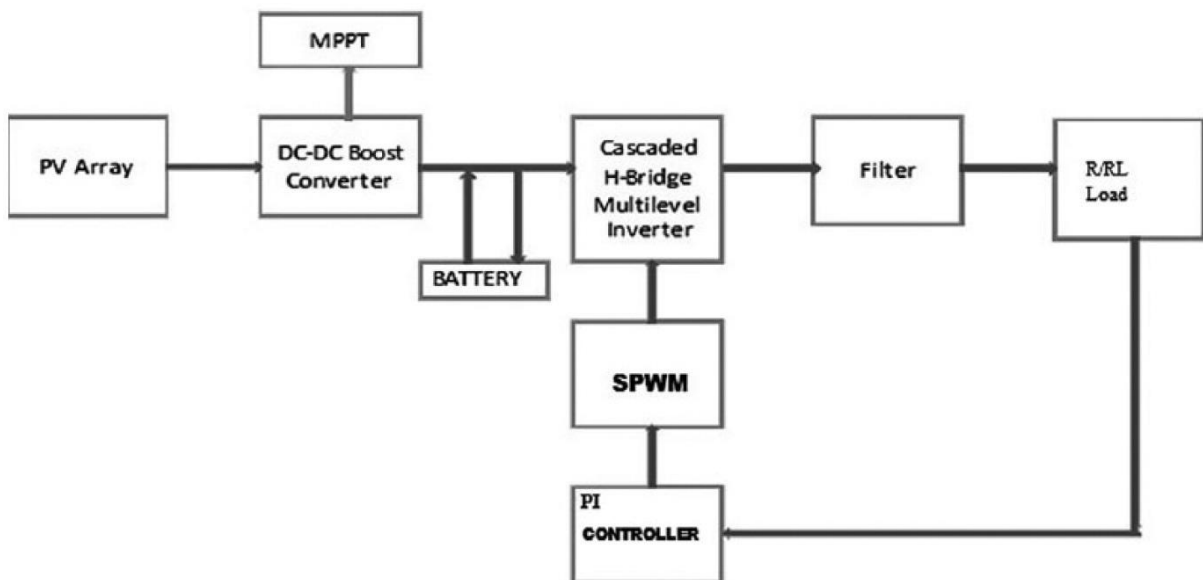 MPPT
PV Array
DC-DC Boost
Converter
Cascaded
H-Bridge
Multilevel
Inverter
Filter
R/RL
Load
BATTERY
SPWM
PI
CONTROLLER